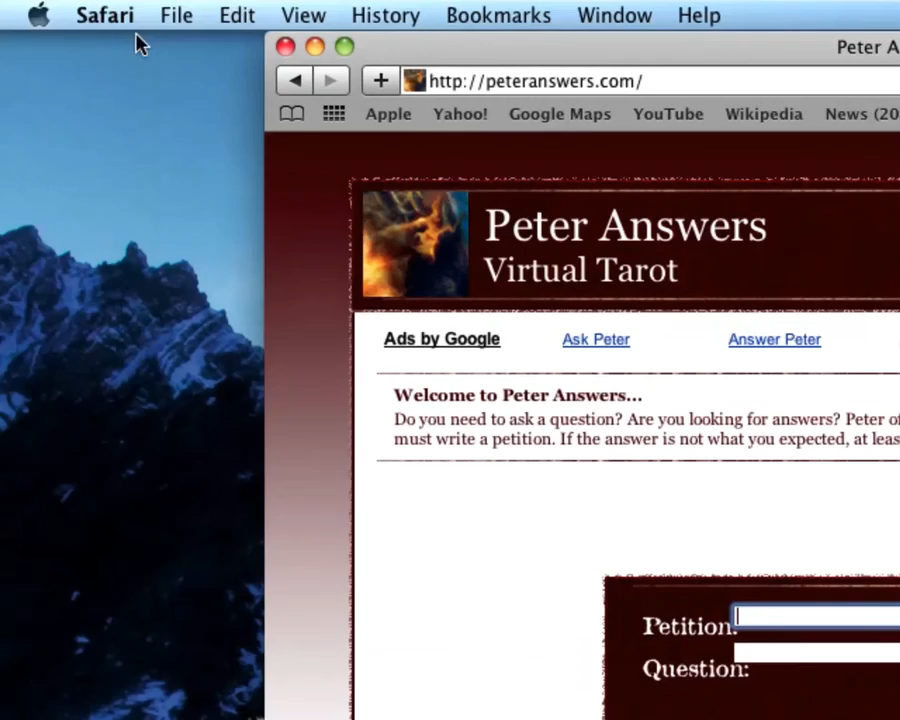 Safari File Edit View History Bookmarks Window Help
Peter A
http://peteranswers.com/
Apple Yahoo! Google Maps YouTube Wikipedia News (20
Peter Answers
Virtual Tarot
Ads by Google Ask Peter Answer Peter
Welcome to Peter Answers...
Do you need to ask a question? Are you looking for answers? Peter of
must write a petition. If the answer is not what you expected, at leas
Petition:
Question: